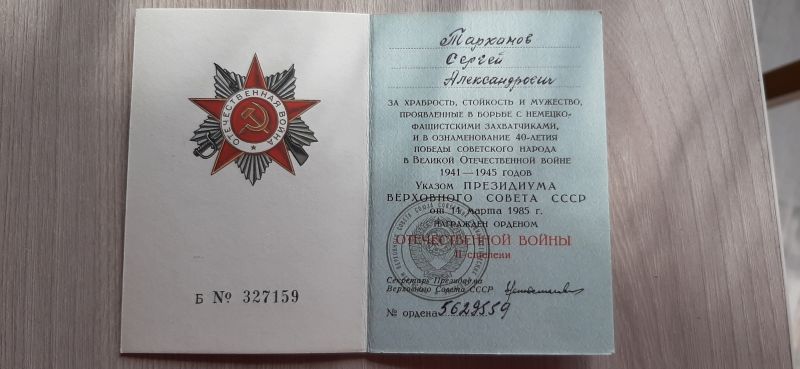 ОТЕЧЕСТВЕННАЯ ВОЙНА
Б № 327159
Тарханов
Сергей
Александрович
ЗА ХРАБРОСТЬ, СТОЙКОСТЬ И МУЖЕСТВО,
ПРОЯВЛЕННЫЕ В БОРЬБЕ С НЕМЕЦКО-
ФАШИСТСКИМИ ЗАХВАТЧИКАМИ,
И В ОЗНАМЕНОВАНИЕ 40-ЛЕТИЯ
ПОБЕДЫ СОВЕТСКОГО НАРОДА
В ВЕЛИКОЙ ОТЕЧЕСТВЕННОЙ ВОЙНЕ
1941—1945 ГОДОВ
УКАЗОМ ПРЕЗИДИУМА
ВЕРХОВНОГО СОВЕТА СССР
от 11 марта 1985 г.
НАГРАЖДЕН ОРДЕНОМ
ОТЕЧЕСТВЕННОЙ ВОЙНЫ
II степени
Секретарь Президиума
Верховного Совета СССР
№ ордена 5629559